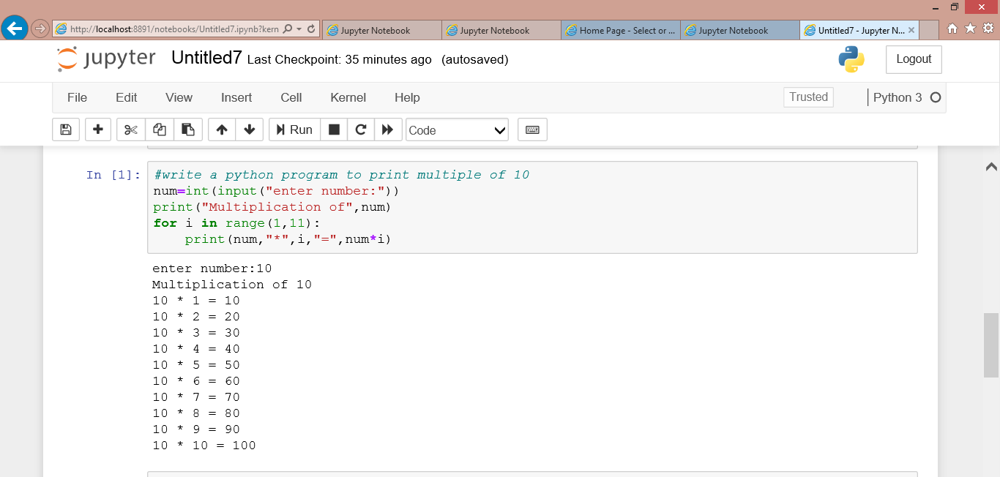 http://localhost:8891/notebooks/Untitled7.ipynb?kern
Jupyter Notebook
Jupyter Notebook
Home Page - Select or ...
Jupyter Notebook
Untitled7 - Jupyter N...
jupyter Untitled7 Last Checkpoint: 35 minutes ago (autosaved)
Logout
File Edit View Insert Cell Kernel Help
Trusted
Python 3
Run
Code
In [1]:
#write a python program to print multiple of 10
num=int(input("enter number:"))
print("Multiplication of",num)
for i in range(1,11):
    print(num,"*",i,"=",num*i)
enter number:10
Multiplication of 10
10 * 1 = 10
10 * 2 = 20
10 * 3 = 30
10 * 4 = 40
10 * 5 = 50
10 * 6 = 60
10 * 7 = 70
10 * 8 = 80
10 * 9 = 90
10 * 10 = 100